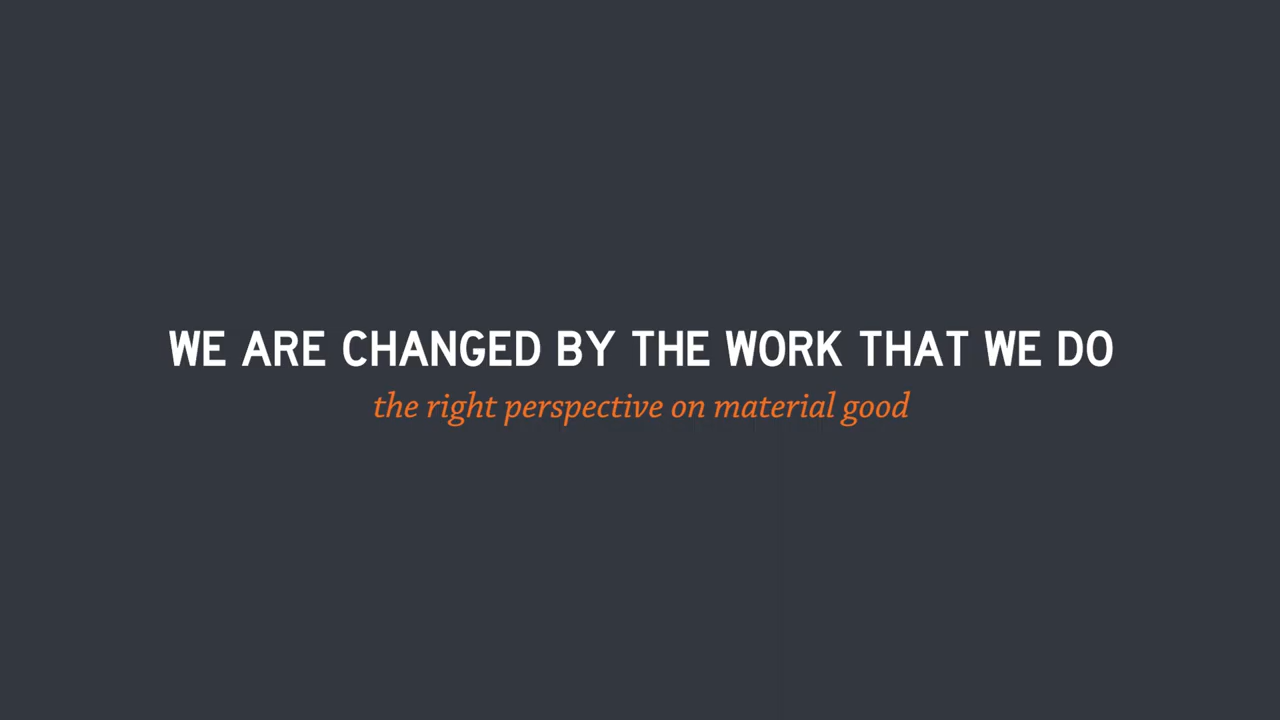 WE ARE CHANGED BY THE WORK THAT WE DO
the right perspective on material good